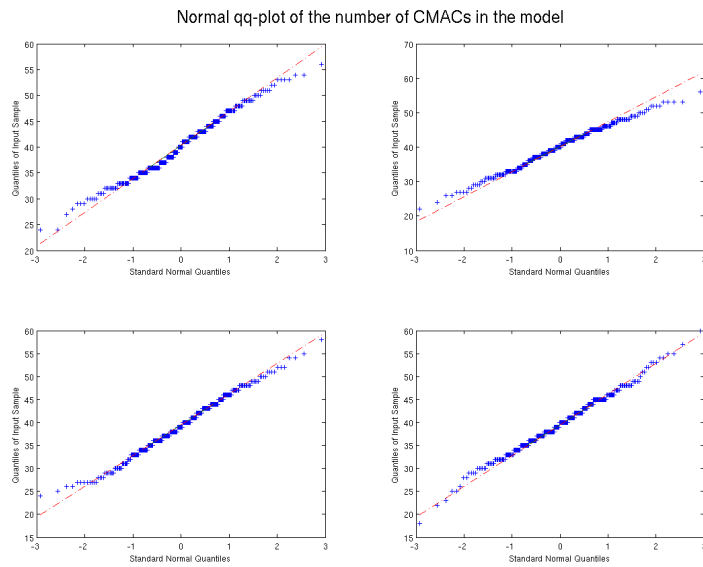 Normal qq-plot of the number of CMACs in the model
60
55
50
45
40
35
30
25
20
Quantiles of Input Sample
-3 -2 -1 0 1 2 3
Standard Normal Quantiles
70
60
50
40
30
20
10
Quantiles of Input Sample
-3 -2 -1 0 1 2 3
Standard Normal Quantiles
60
55
50
45
40
35
30
25
20
15
Quantiles of Input Sample
-3 -2 -1 0 1 2 3
Standard Normal Quantiles
60
55
50
45
40
35
30
25
20
15
Quantiles of Input Sample
-3 -2 -1 0 1 2 3
Standard Normal Quantiles